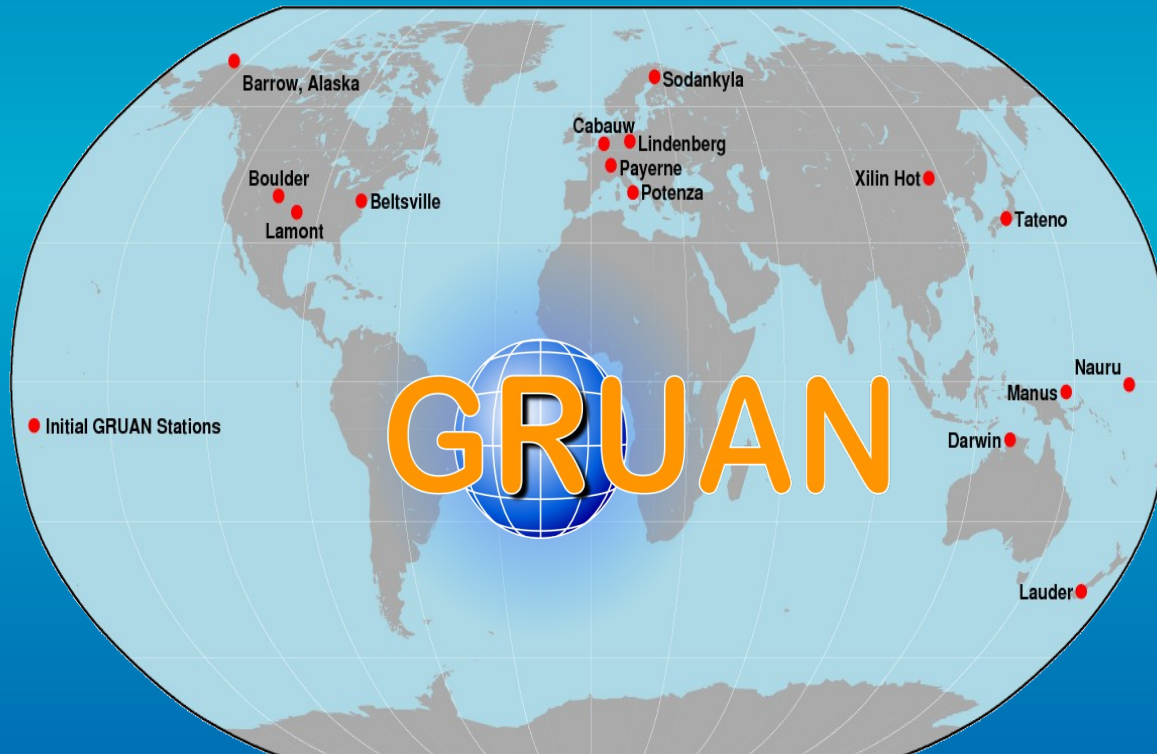 Barrow, Alaska
Sodankyla
Cabauw
Lindenberg
Payerne
Potenza
Boulder
Beltsville
Lamont
Xilin Hot
Tateno
Nauru
Manus
Darwin
Initial GRUAN Stations
GRUAN
Lauder